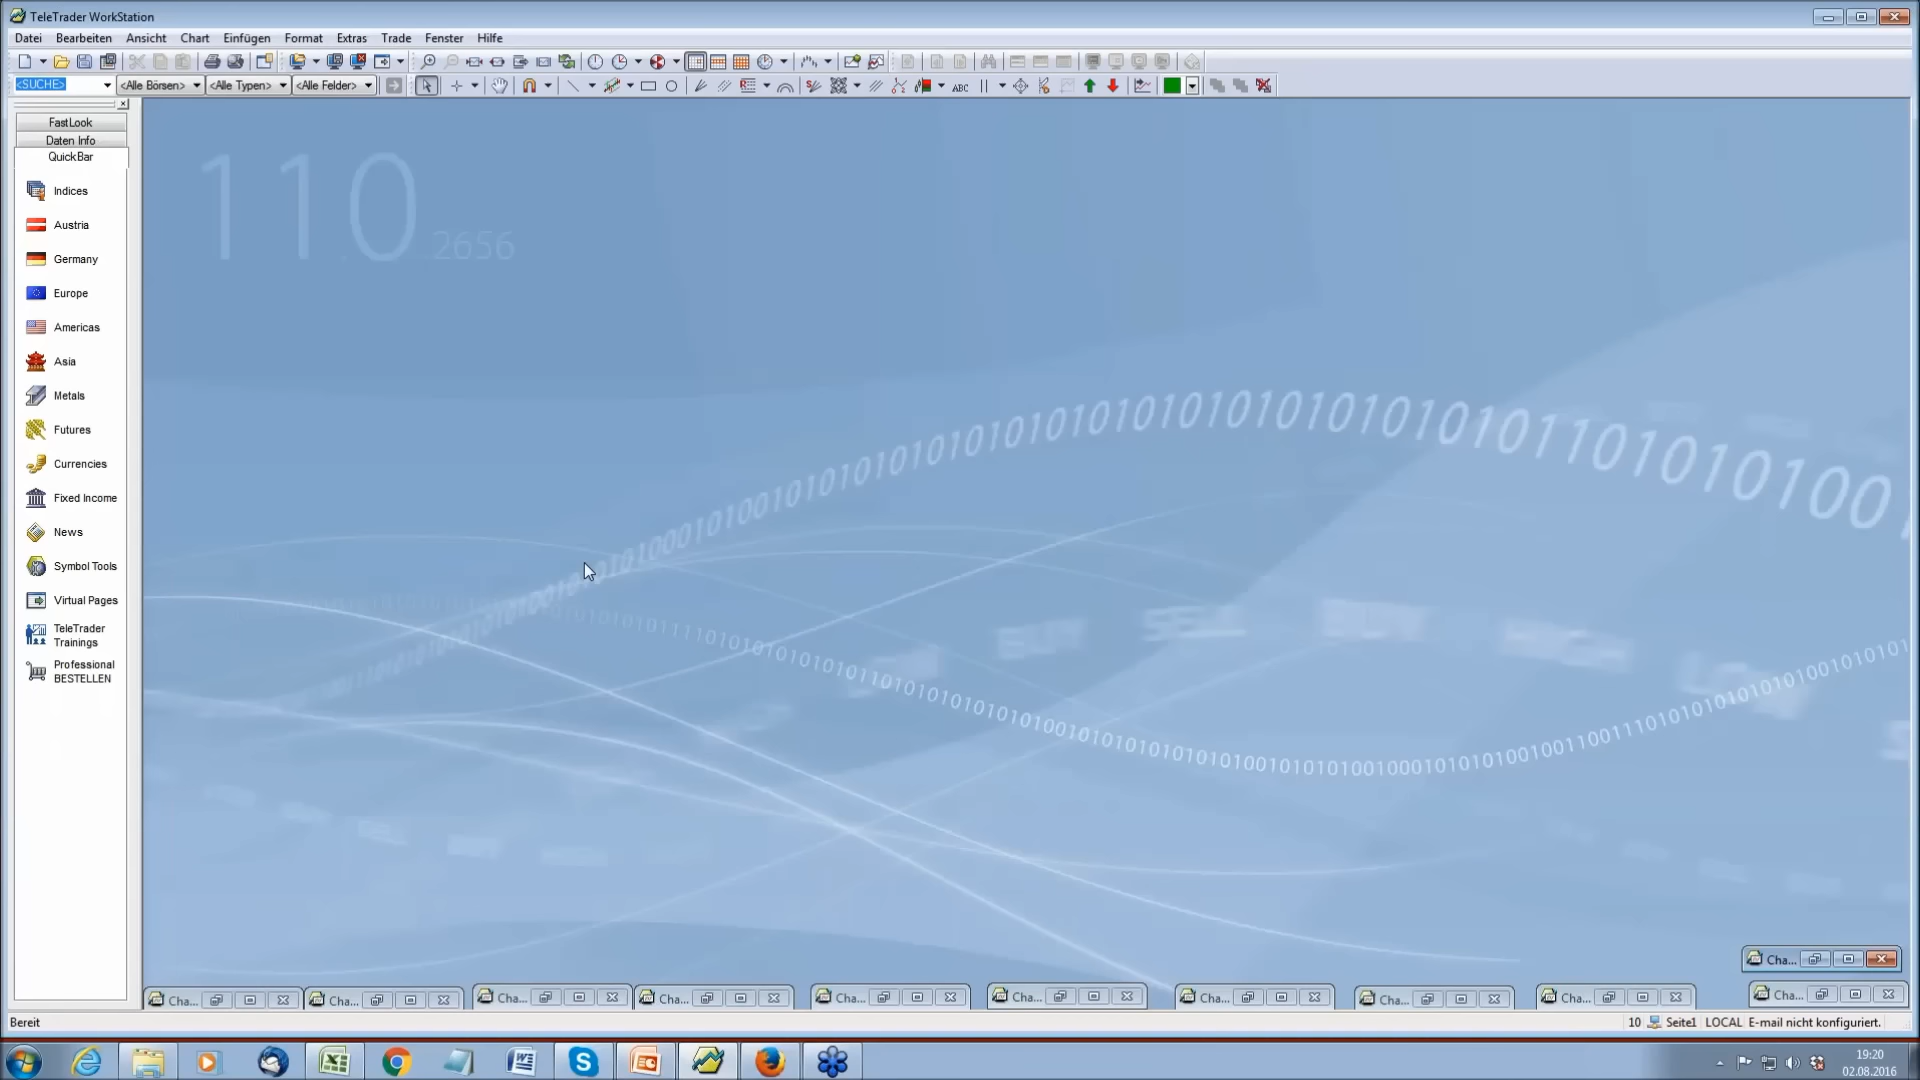 TeleTrader WorkStation
Datei Bearbeiten Ansicht Chart Einfügen Format Extras Trade Fenster Hilfe
<SUCHE> <Alle Börsen> <Alle Typen> <Alle Felder> ABC
FastLook
Daten Info
QuickBar
Indices
Austria
Germany
Europe
Americas
Asia
Metals
Futures
Currencies
Fixed Income
News
Symbol Tools
Virtual Pages
TeleTrader
Trainings
Professional
BESTELLEN
110.2656
BUY SELL BUY
Cha...
Cha... Cha... Cha... Cha... Cha... Cha... Cha... Cha... Cha... Cha...
Bereit 10 Seite1 LOCAL E-mail nicht konfiguriert.
19:20
02.08.2016